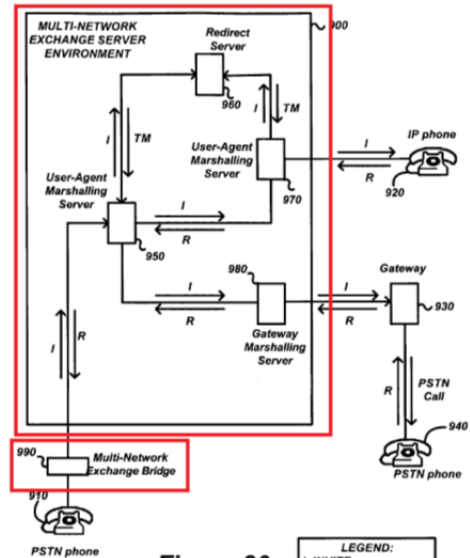 MULTI-NETWORK
EXCHANGE SERVER
ENVIRONMENT
Redirect
Server
900
960
I
TM
I
TM
User-Agent
Marshalling
Server
970
I
R
IP phone
920
User-Agent
Marshalling
Server
950
I
R
980
I
R
Gateway
Marshalling
Server
I
R
Gateway
930
I
R
R
PSTN
Call
940
PSTN phone
990
Multi-Network
Exchange Bridge
910
PSTN phone
LEGEND: